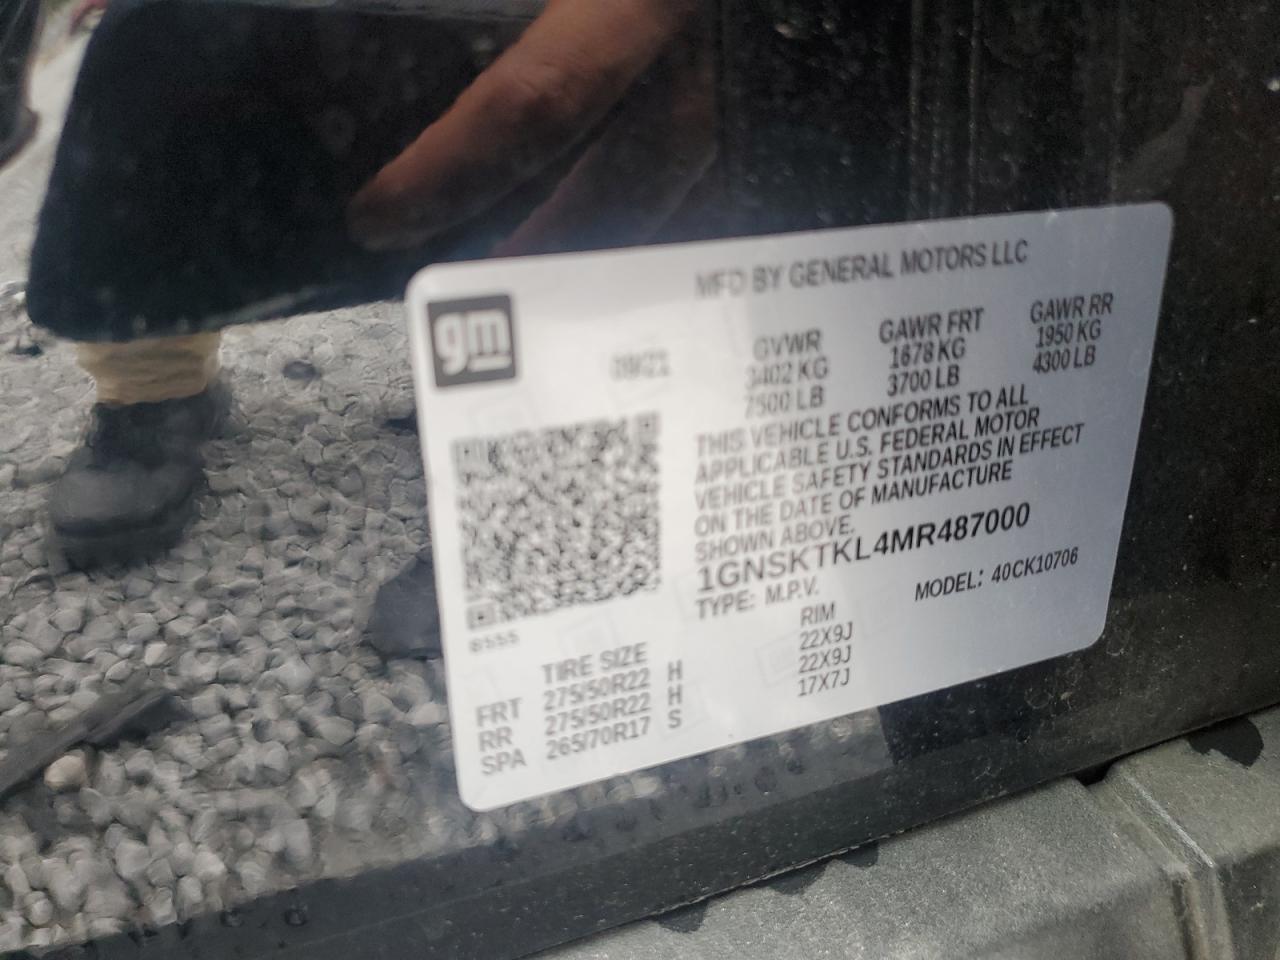 MFD BY GENERAL MOTORS LLC
gm
09/21
GVWR GAWR FRT GAWR RR
3402 KG 1678 KG 1950 KG
7500 LB 3700 LB 4300 LB
THIS VEHICLE CONFORMS TO ALL
APPLICABLE U.S. FEDERAL MOTOR
VEHICLE SAFETY STANDARDS IN EFFECT
ON THE DATE OF MANUFACTURE
SHOWN ABOVE.
1GNSKTKL4MR487000
TYPE: M.P.V. MODEL: 40CK10706
8555
TIRE SIZE RIM
FRT 275/50R22 H 22X9J
RR 275/50R22 H 22X9J
SPA 265/70R17 S 17X7J